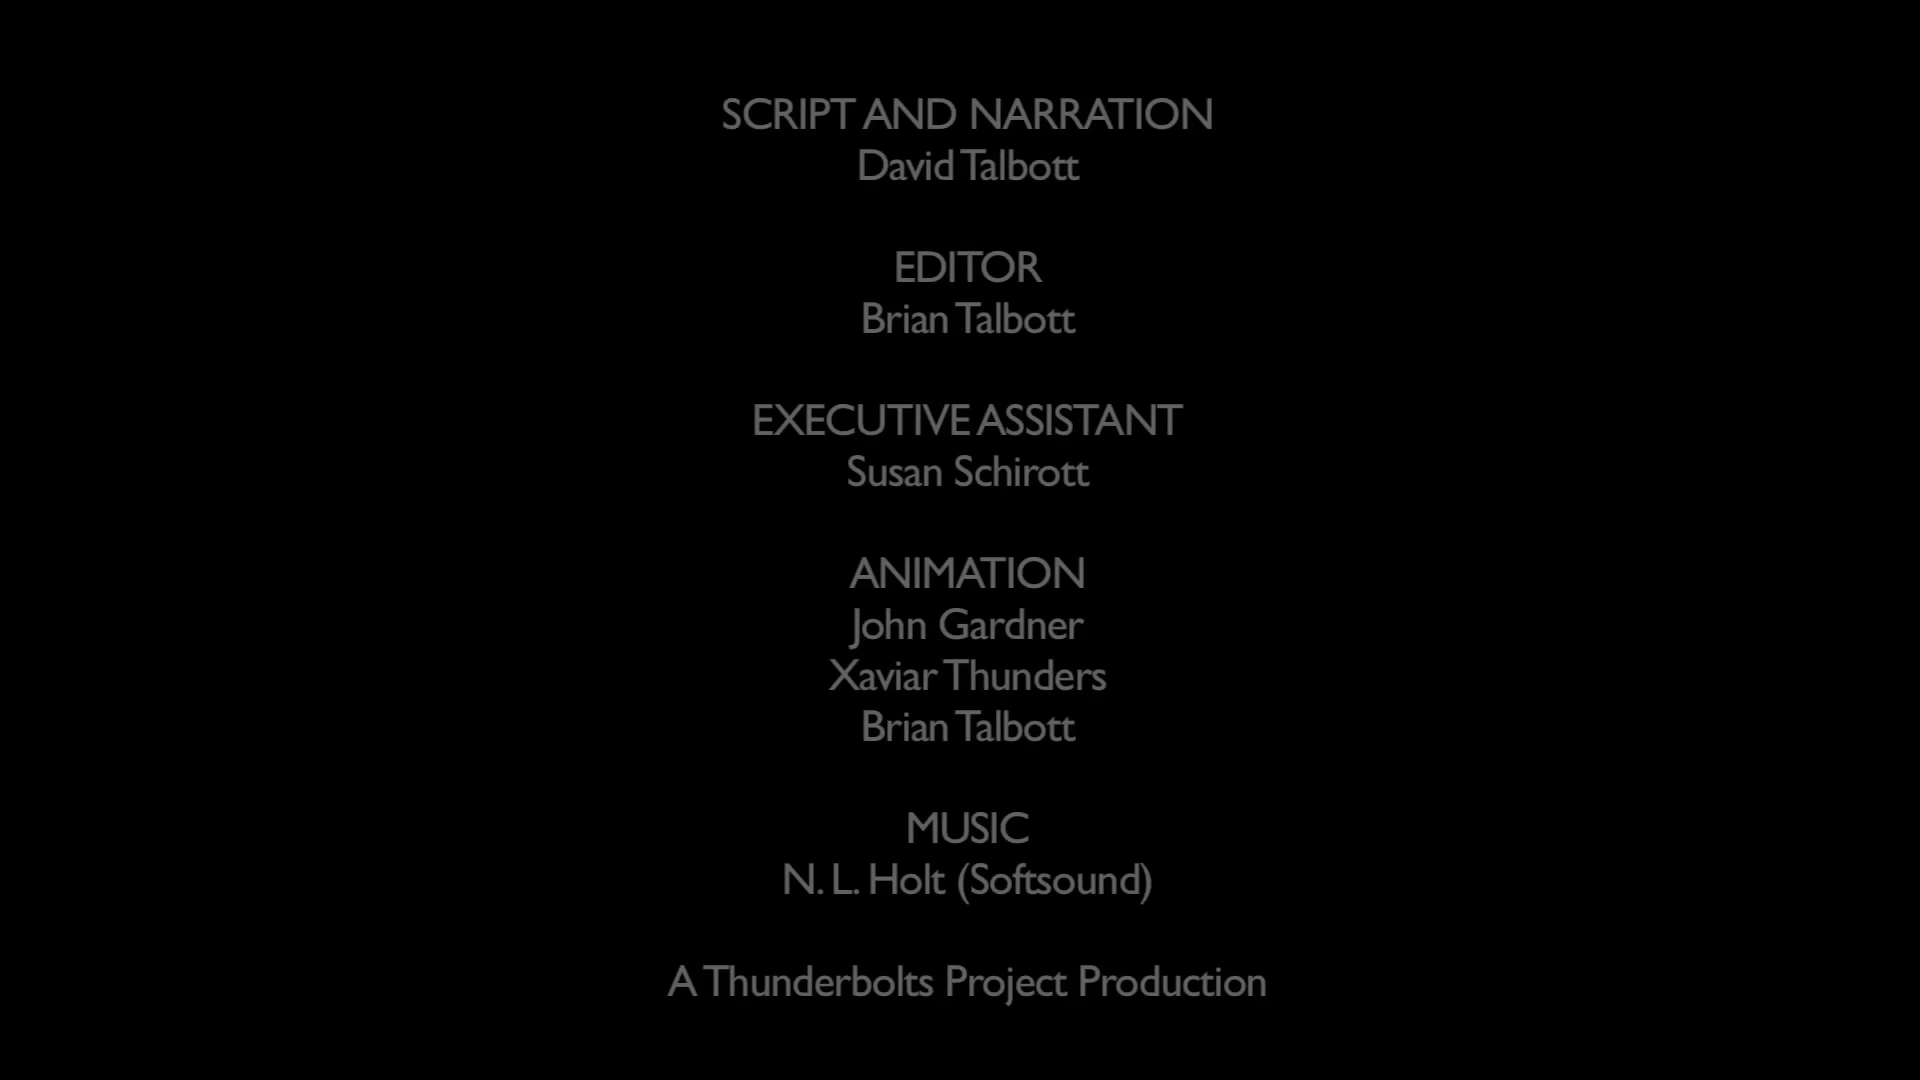 SCRIPT AND NARRATION
David Talbott
EDITOR
Brian Talbott
EXECUTIVE ASSISTANT
Susan Schirott
ANIMATION
John Gardner
Xaviar Thunders
Brian Talbott
MUSIC
N. L. Holt (Softsound)
A Thunderbolts Project Production